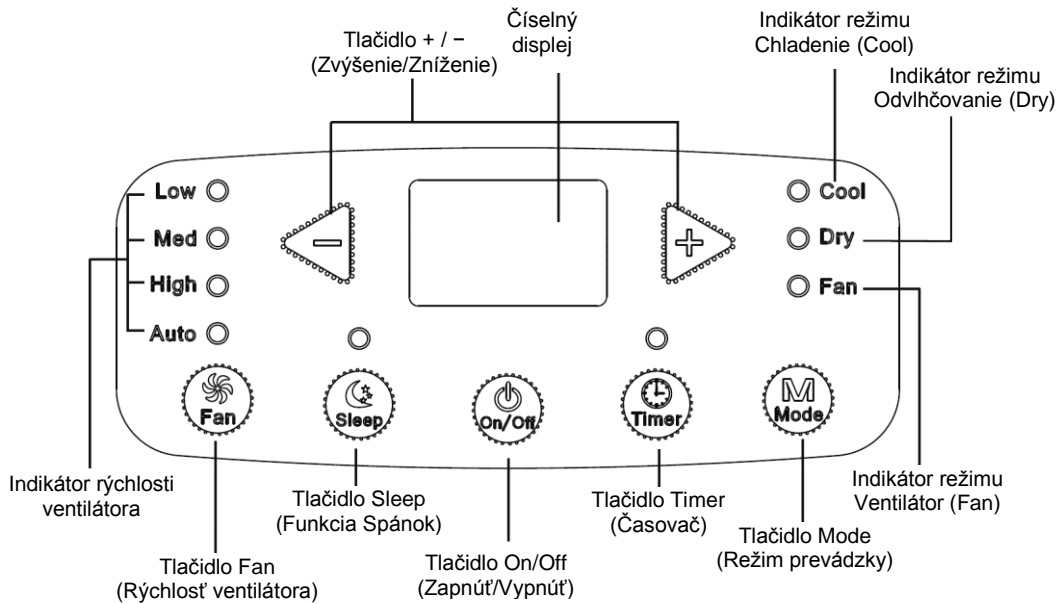 Číselný
displej
Indikátor režimu
Chladenie (Cool)
Tlačidlo + / −
(Zvýšenie/Zníženie)
Indikátor režimu
Odvlhčovanie (Dry)
Low
Med
High
Auto
−
+
Cool
Dry
Fan
Fan
Sleep
On/Off
Timer
M
Mode
Indikátor rýchlosti
ventilátora
Tlačidlo Sleep
(Funkcia Spánok)
Tlačidlo Timer
(Časovač)
Indikátor režimu
Ventilátor (Fan)
Tlačidlo Fan
(Rýchlosť ventilátora)
Tlačidlo On/Off
(Zapnúť/Vypnúť)
Tlačidlo Mode
(Režim prevádzky)